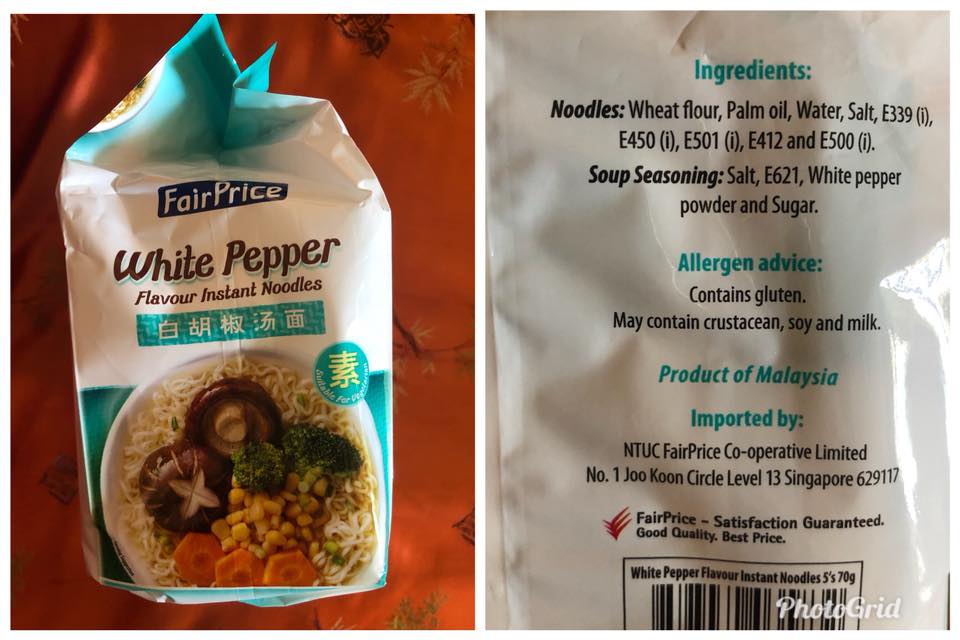 FairPrice
White Pepper
Flavour Instant Noodles
白胡椒汤面
素
Suitable For Vegetarian
Ingredients:
Noodles: Wheat flour, Palm oil, Water, Salt, E339 (i),
E450 (i), E501 (i), E412 and E500 (i).
Soup Seasoning: Salt, E621, White pepper
powder and Sugar.
Allergen advice:
Contains gluten.
May contain crustacean, soy and milk.
Product of Malaysia
Imported by:
NTUC FairPrice Co-operative Limited
No. 1 Joo Koon Circle Level 13 Singapore 629117
FairPrice – Satisfaction Guaranteed.
Good Quality. Best Price.
White Pepper Flavour Instant Noodles 5's 70g
PhotoGrid